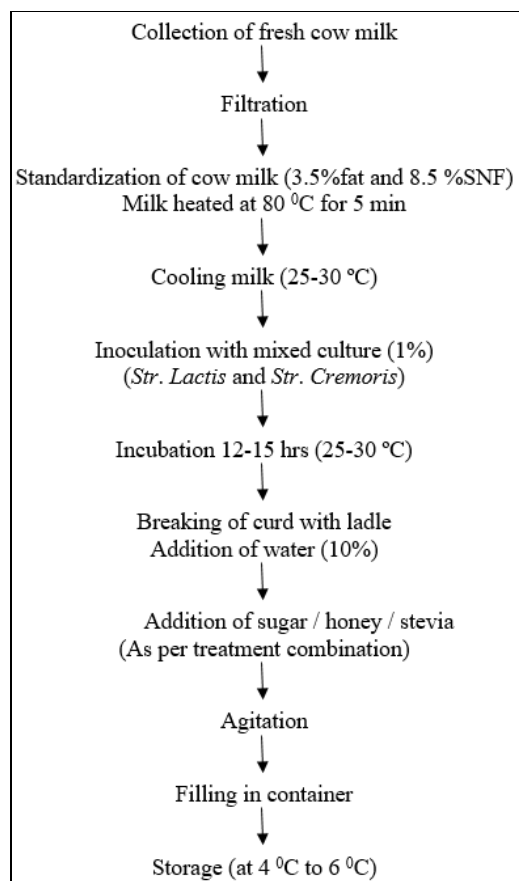 Collection of fresh cow milk
Filtration
Standardization of cow milk (3.5%fat and 8.5 %SNF)
Milk heated at 80 ⁰C for 5 min
Cooling milk (25-30 ºC)
Inoculation with mixed culture (1%)
(Str. Lactis and Str. Cremoris)
Incubation 12-15 hrs (25-30 ºC)
Breaking of curd with ladle
Addition of water (10%)
Addition of sugar / honey / stevia
(As per treatment combination)
Agitation
Filling in container
Storage (at 4 ⁰C to 6 ⁰C)